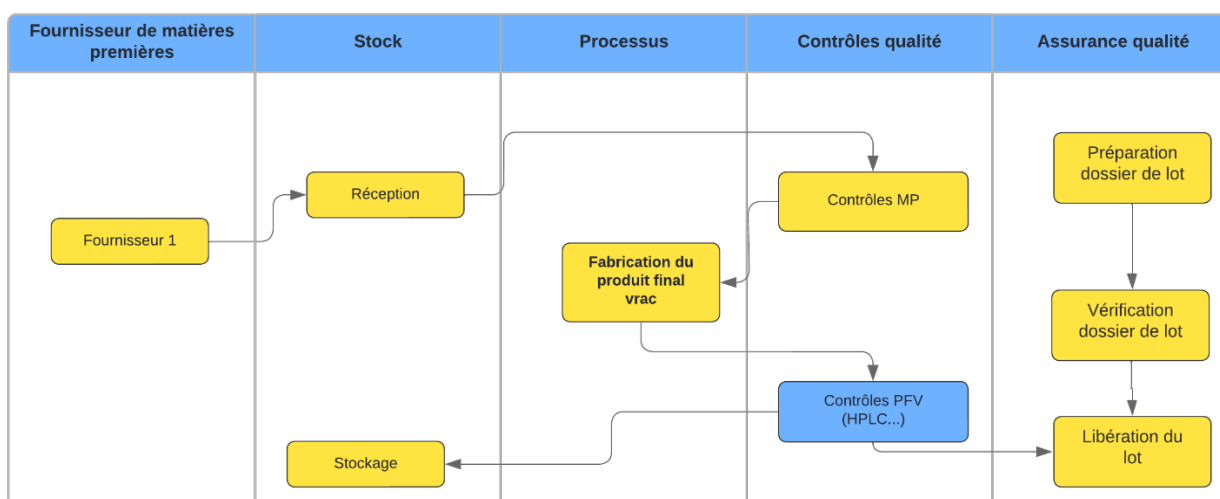 Fournisseur de matières
premières
Stock
Processus
Contrôles qualité
Assurance qualité
Fournisseur 1
Réception
Stockage
Fabrication du
produit final
vrac
Contrôles MP
Contrôles PFV
(HPLC...)
Préparation
dossier de lot
Vérification
dossier de lot
Libération du
lot